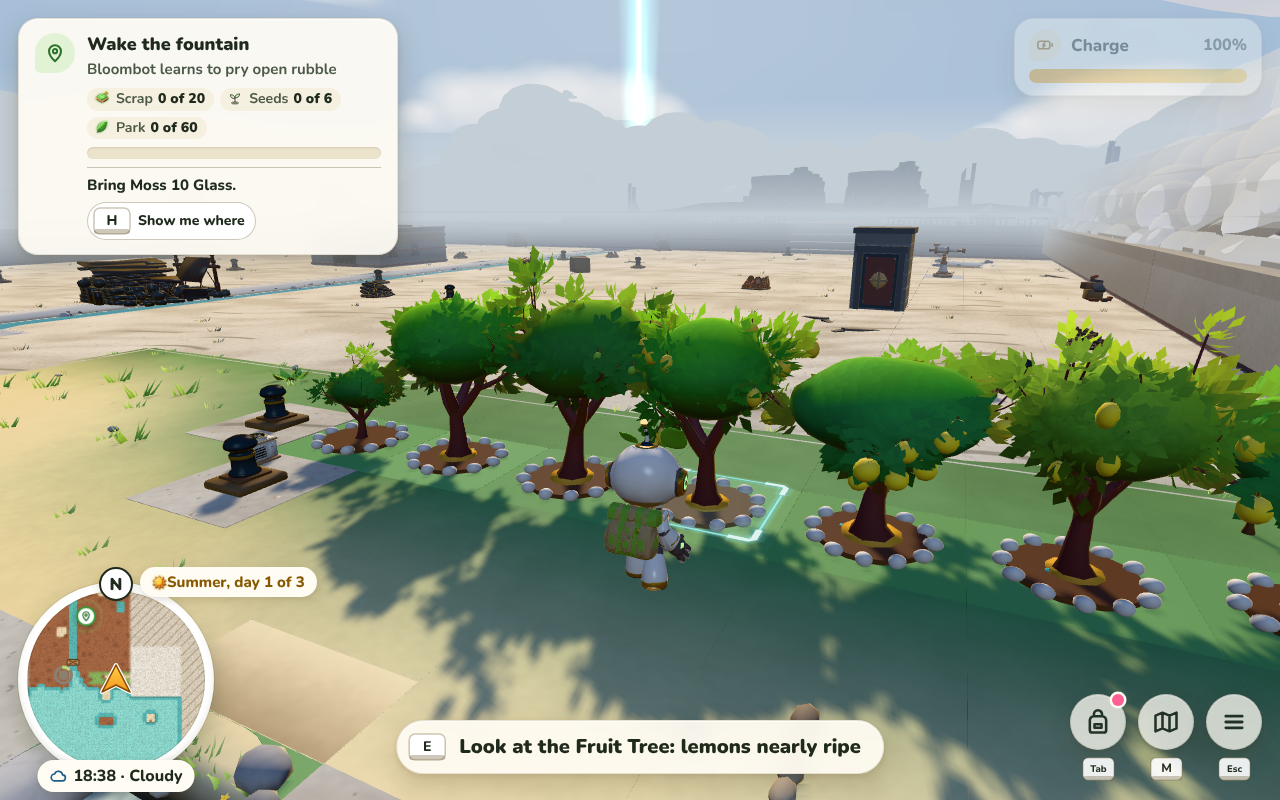 Wake the fountain
Bloombot learns to pry open rubble
Scrap 0 of 20
Seeds 0 of 6
Park 0 of 60
Bring Moss 10 Glass.
H Show me where
Charge 100%
N
Summer, day 1 of 3
18:38 · Cloudy
E Look at the Fruit Tree: lemons nearly ripe
Tab
M
Esc